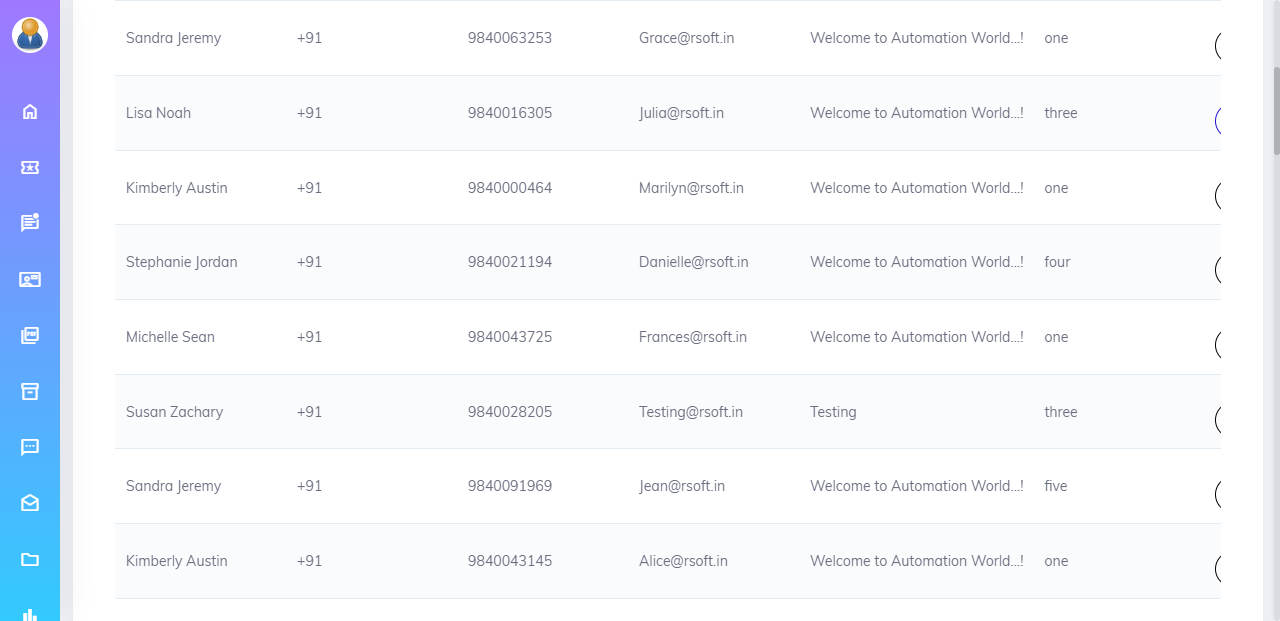 Sandra Jeremy +91 9840063253 Grace@rsoft.in Welcome to Automation World...! one
Lisa Noah +91 9840016305 Julia@rsoft.in Welcome to Automation World...! three
Kimberly Austin +91 9840000464 Marilyn@rsoft.in Welcome to Automation World...! one
Stephanie Jordan +91 9840021194 Danielle@rsoft.in Welcome to Automation World...! four
Michelle Sean +91 9840043725 Frances@rsoft.in Welcome to Automation World...! one
Susan Zachary +91 9840028205 Testing@rsoft.in Testing three
Sandra Jeremy +91 9840091969 Jean@rsoft.in Welcome to Automation World...! five
Kimberly Austin +91 9840043145 Alice@rsoft.in Welcome to Automation World...! one